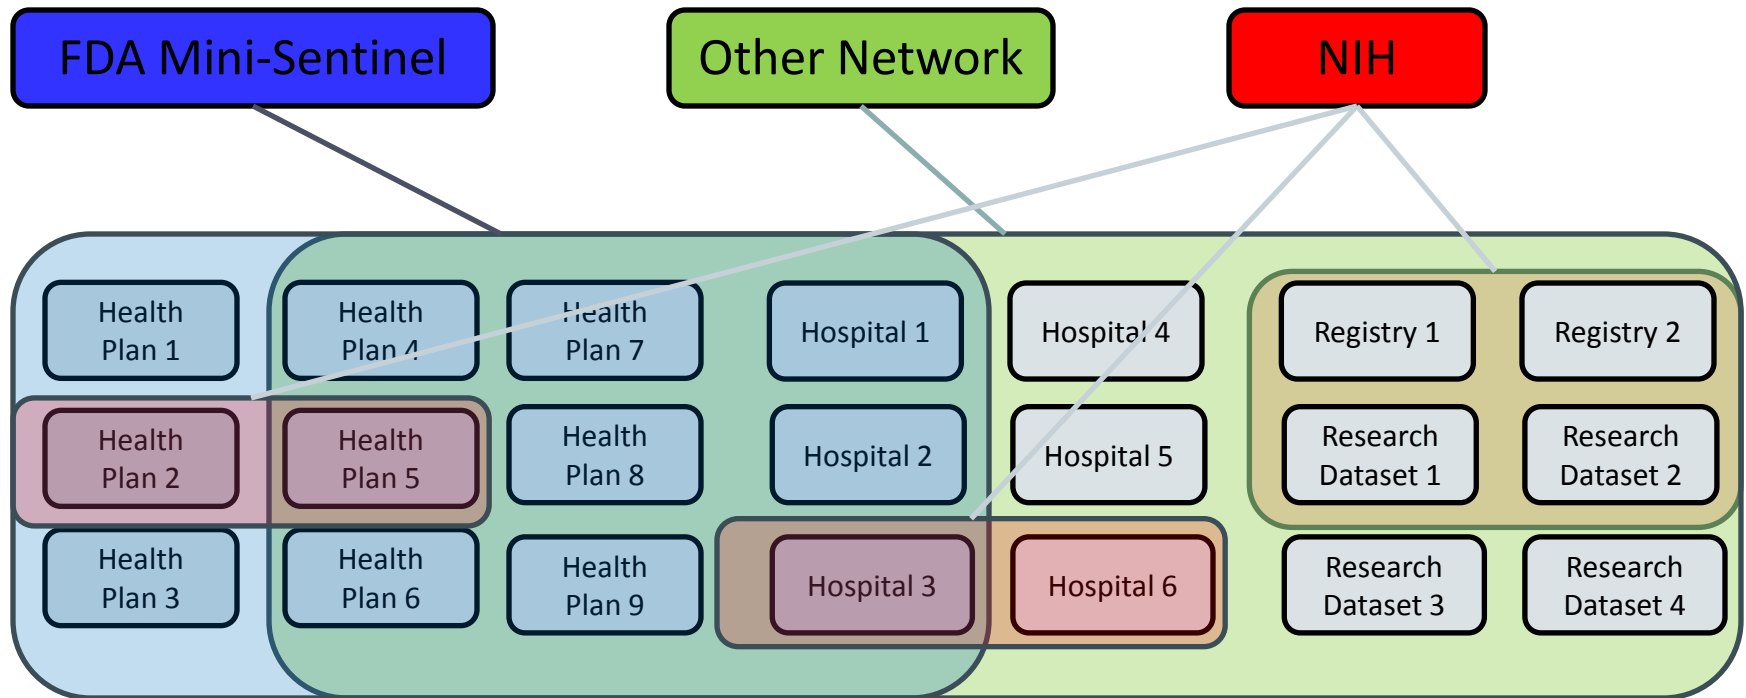 FDA Mini-Sentinel
Other Network
NIH
Health
Plan 1
Health
Plan 4
Health
Plan 7
Hospital 1
Hospital 4
Registry 1
Registry 2
Health
Plan 2
Health
Plan 5
Health
Plan 8
Hospital 2
Hospital 5
Research
Dataset 1
Research
Dataset 2
Health
Plan 3
Health
Plan 6
Health
Plan 9
Hospital 3
Hospital 6
Research
Dataset 3
Research
Dataset 4